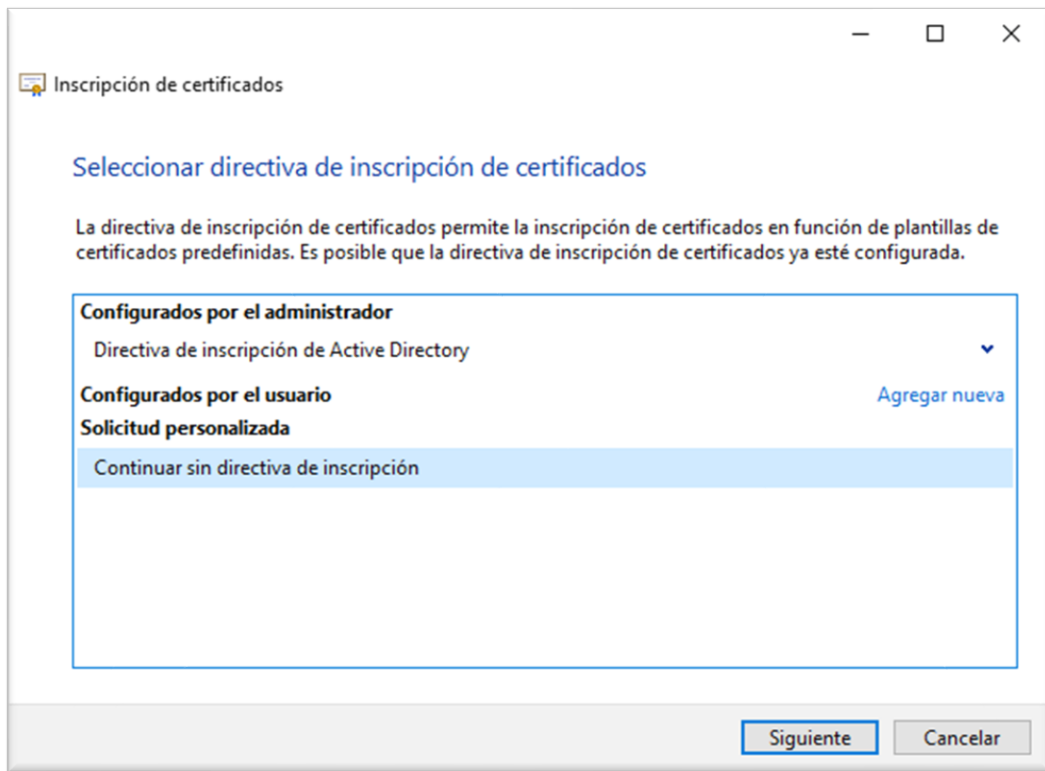 Inscripción de certificados
Seleccionar directiva de inscripción de certificados
La directiva de inscripción de certificados permite la inscripción de certificados en función de plantillas de
certificados predefinidas. Es posible que la directiva de inscripción de certificados ya esté configurada.
Configurados por el administrador
Directiva de inscripción de Active Directory
Configurados por el usuario Agregar nueva
Solicitud personalizada
Continuar sin directiva de inscripción
Siguiente Cancelar